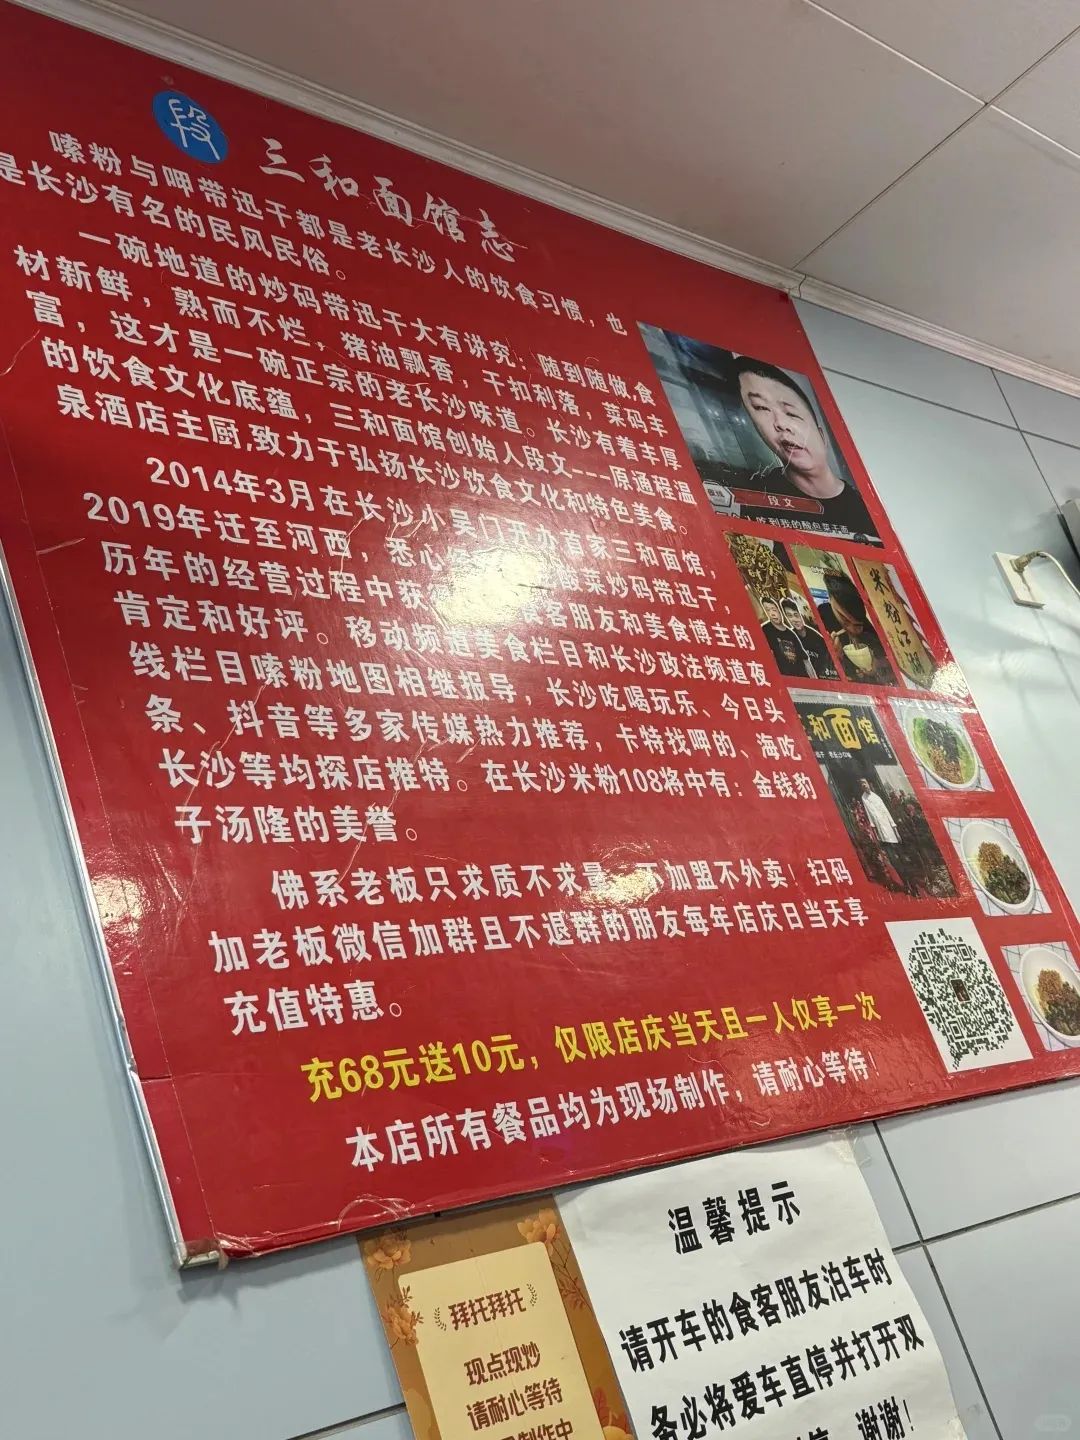 段
三和面馆志
嗦粉与呷带迅干都是老长沙人的饮食习惯，也
是长沙有名的民风民俗。
一碗地道的炒码带迅干大有讲究：随到随做,食
材新鲜，熟而不烂，猪油飘香，干扣利落，菜码丰
富，这才是一碗正宗的老长沙味道。长沙有着丰厚
的饮食文化底蕴，三和面馆创始人段文---原通程温
泉酒店主厨,致力于弘扬长沙饮食文化和特色美食。
2014年3月在长沙小吴门开办首家三和面馆，
2019年迁至河西，悉心 酸菜炒码带迅干，
历年的经营过程中获 食客朋友和美食博主的
肯定和好评。移动频道美食栏目和长沙政法频道夜
线栏目嗦粉地图相继报导，长沙吃喝玩乐、今日头
条、抖音等多家传媒热力推荐，卡特找呷的、海吃
长沙等均探店推特。在长沙米粉108将中有：金钱豹
子汤隆的美誉。
佛系老板只求质不求量，不加盟不外卖！扫码
加老板微信加群且不退群的朋友每年店庆日当天享
充值特惠。
充68元送10元，仅限店庆当天且一人仅享一次
本店所有餐品均为现场制作，请耐心等待！
段文
米粉江湖
和面馆
拜托拜托
现点现炒
请耐心等待
制作中
温馨提示
请开车的食客朋友泊车时
务必将爱车直停并打开双
谢谢！